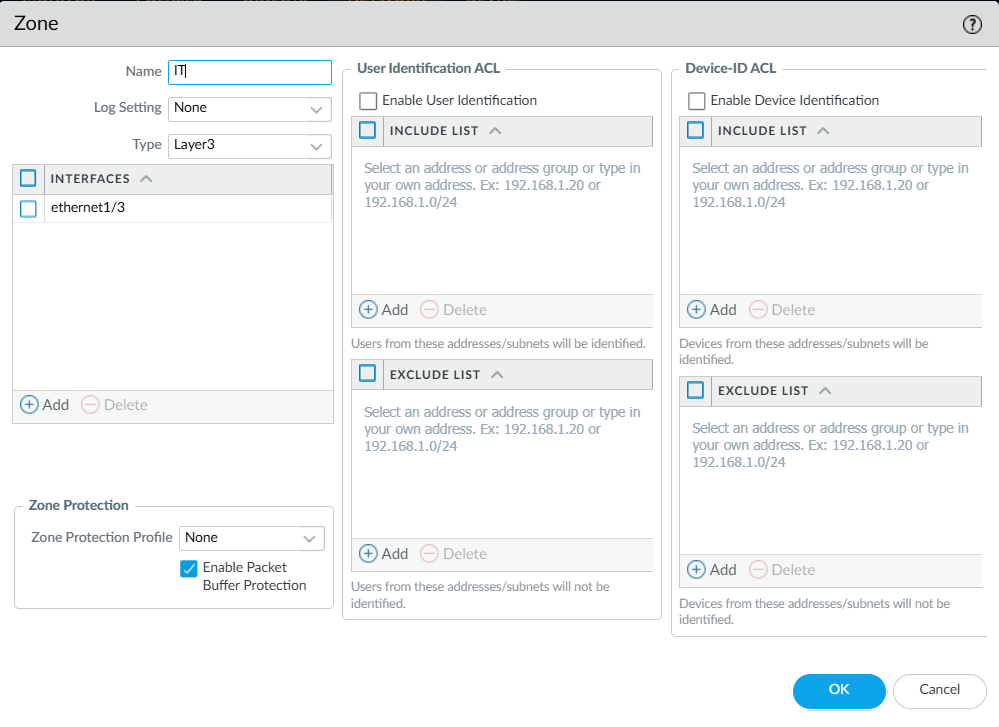 Zone
Name IT
Log Setting None
Type Layer3
INTERFACES
ethernet1/3
Add Delete
Zone Protection
Zone Protection Profile None
Enable Packet
Buffer Protection
User Identification ACL
Enable User Identification
INCLUDE LIST
Select an address or address group or type in
your own address. Ex: 192.168.1.20 or
192.168.1.0/24
Add Delete
Users from these addresses/subnets will be identified.
EXCLUDE LIST
Select an address or address group or type in
your own address. Ex: 192.168.1.20 or
192.168.1.0/24
Add Delete
Users from these addresses/subnets will not be
identified.
Device-ID ACL
Enable Device Identification
INCLUDE LIST
Select an address or address group or type in
your own address. Ex: 192.168.1.20 or
192.168.1.0/24
Add Delete
Devices from these addresses/subnets will be
identified.
EXCLUDE LIST
Select an address or address group or type in
your own address. Ex: 192.168.1.20 or
192.168.1.0/24
Add Delete
Devices from these addresses/subnets will not be
identified.
OK Cancel